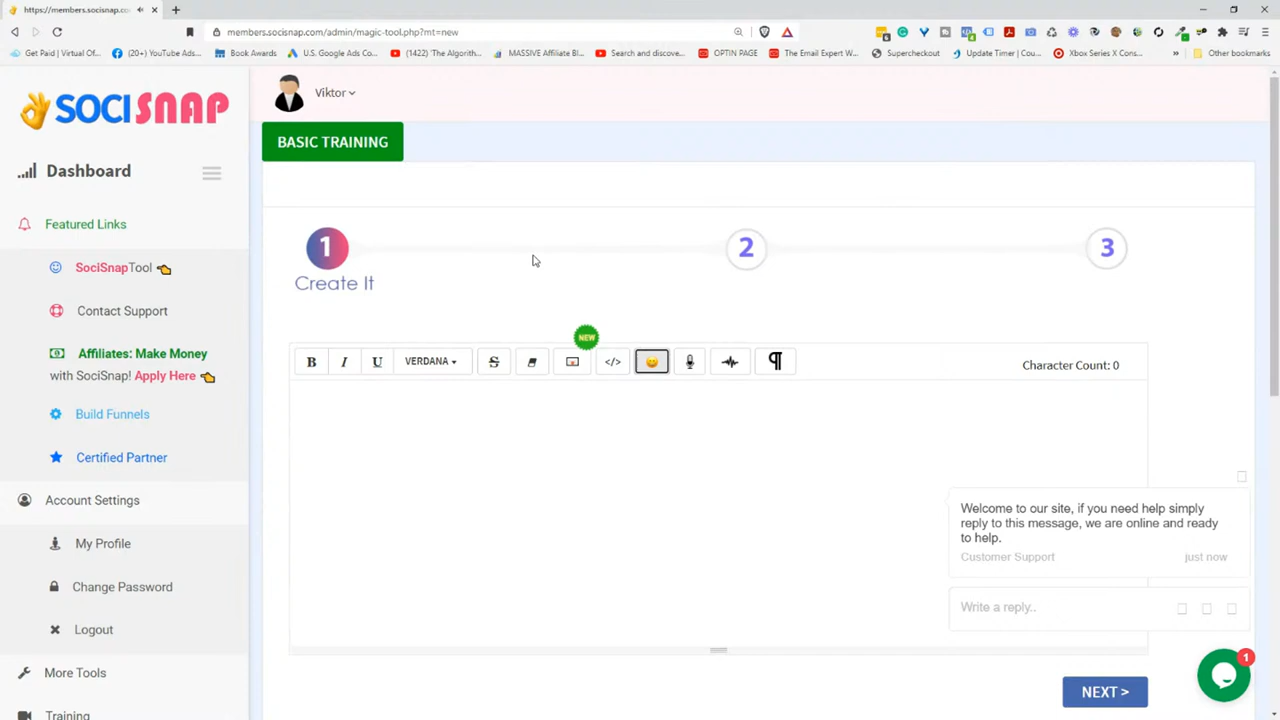 https://members.socisnap.co
members.socisnap.com/admin/magic-tool.php?mt=new
Get Paid | Virtual Of...
(20+) YouTube Ads...
Book Awards
U.S. Google Ads Co...
(1422) 'The Algorith...
MASSIVE Affiliate Bl...
Search and discove...
OPTIN PAGE
The Email Expert W...
Supercheckout
Update Timer | Cou...
Xbox Series X Cons...
Other bookmarks
SOCISNAP
Viktor
BASIC TRAINING
Dashboard
Featured Links
SociSnapTool
Contact Support
Affiliates: Make Money
with SociSnap! Apply Here
Build Funnels
Certified Partner
Account Settings
My Profile
Change Password
Logout
More Tools
Training
1
2
3
Create It
NEW
B I U VERDANA S </> ¶
Character Count: 0
Welcome to our site, if you need help simply
reply to this message, we are online and ready
to help.
Customer Support
just now
Write a reply..
NEXT >
1